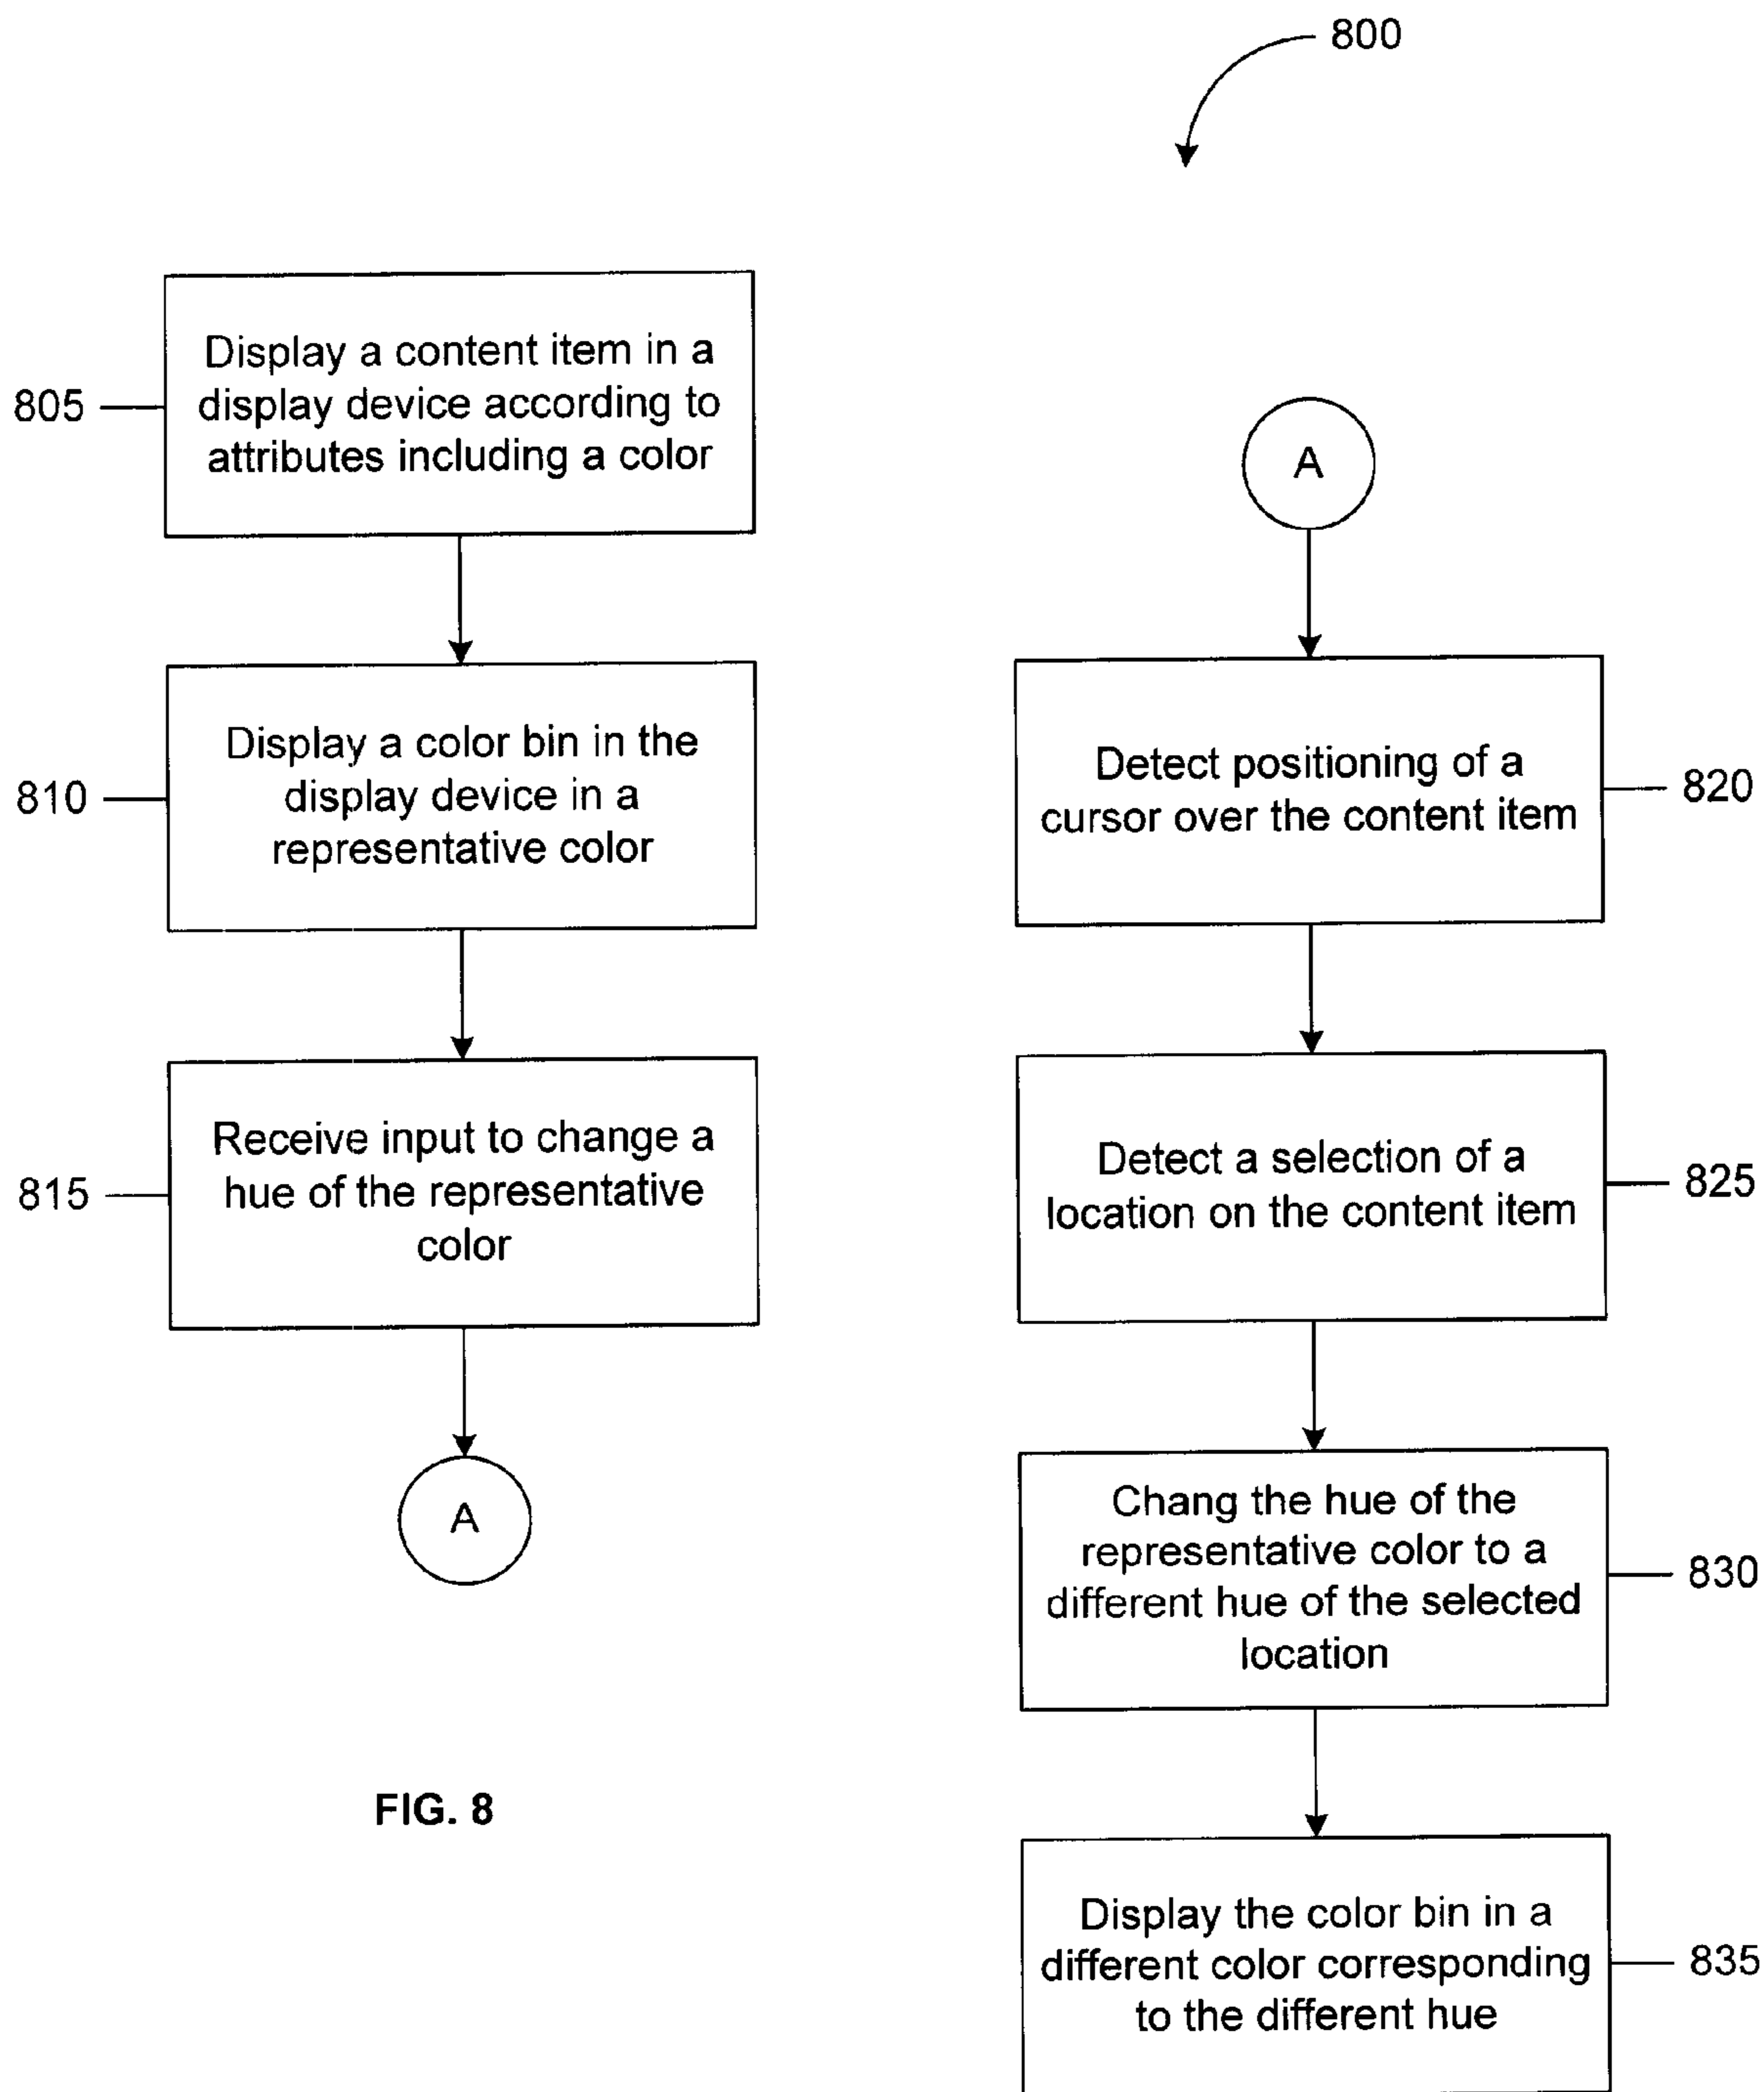 800
805
Display a content item in a
display device according to
attributes including a color
810
Display a color bin in the
display device in a
representative color
815
Receive input to change a
hue of the representative
color
A
A
Detect positioning of a
cursor over the content item
820
Detect a selection of a
location on the content item
825
Chang the hue of the
representative color to a
different hue of the selected
location
830
Display the color bin in a
different color corresponding
to the different hue
835
FIG. 8